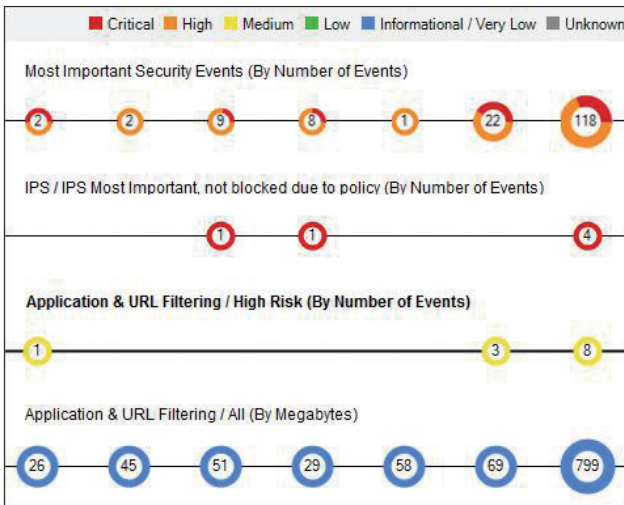 Critical High Medium Low Informational / Very Low Unknown
Most Important Security Events (By Number of Events)
2 2 9 8 1 22 118
IPS / IPS Most Important, not blocked due to policy (By Number of Events)
1 1 4
Application & URL Filtering / High Risk (By Number of Events)
1 3 8
Application & URL Filtering / All (By Megabytes)
26 45 51 29 58 69 799